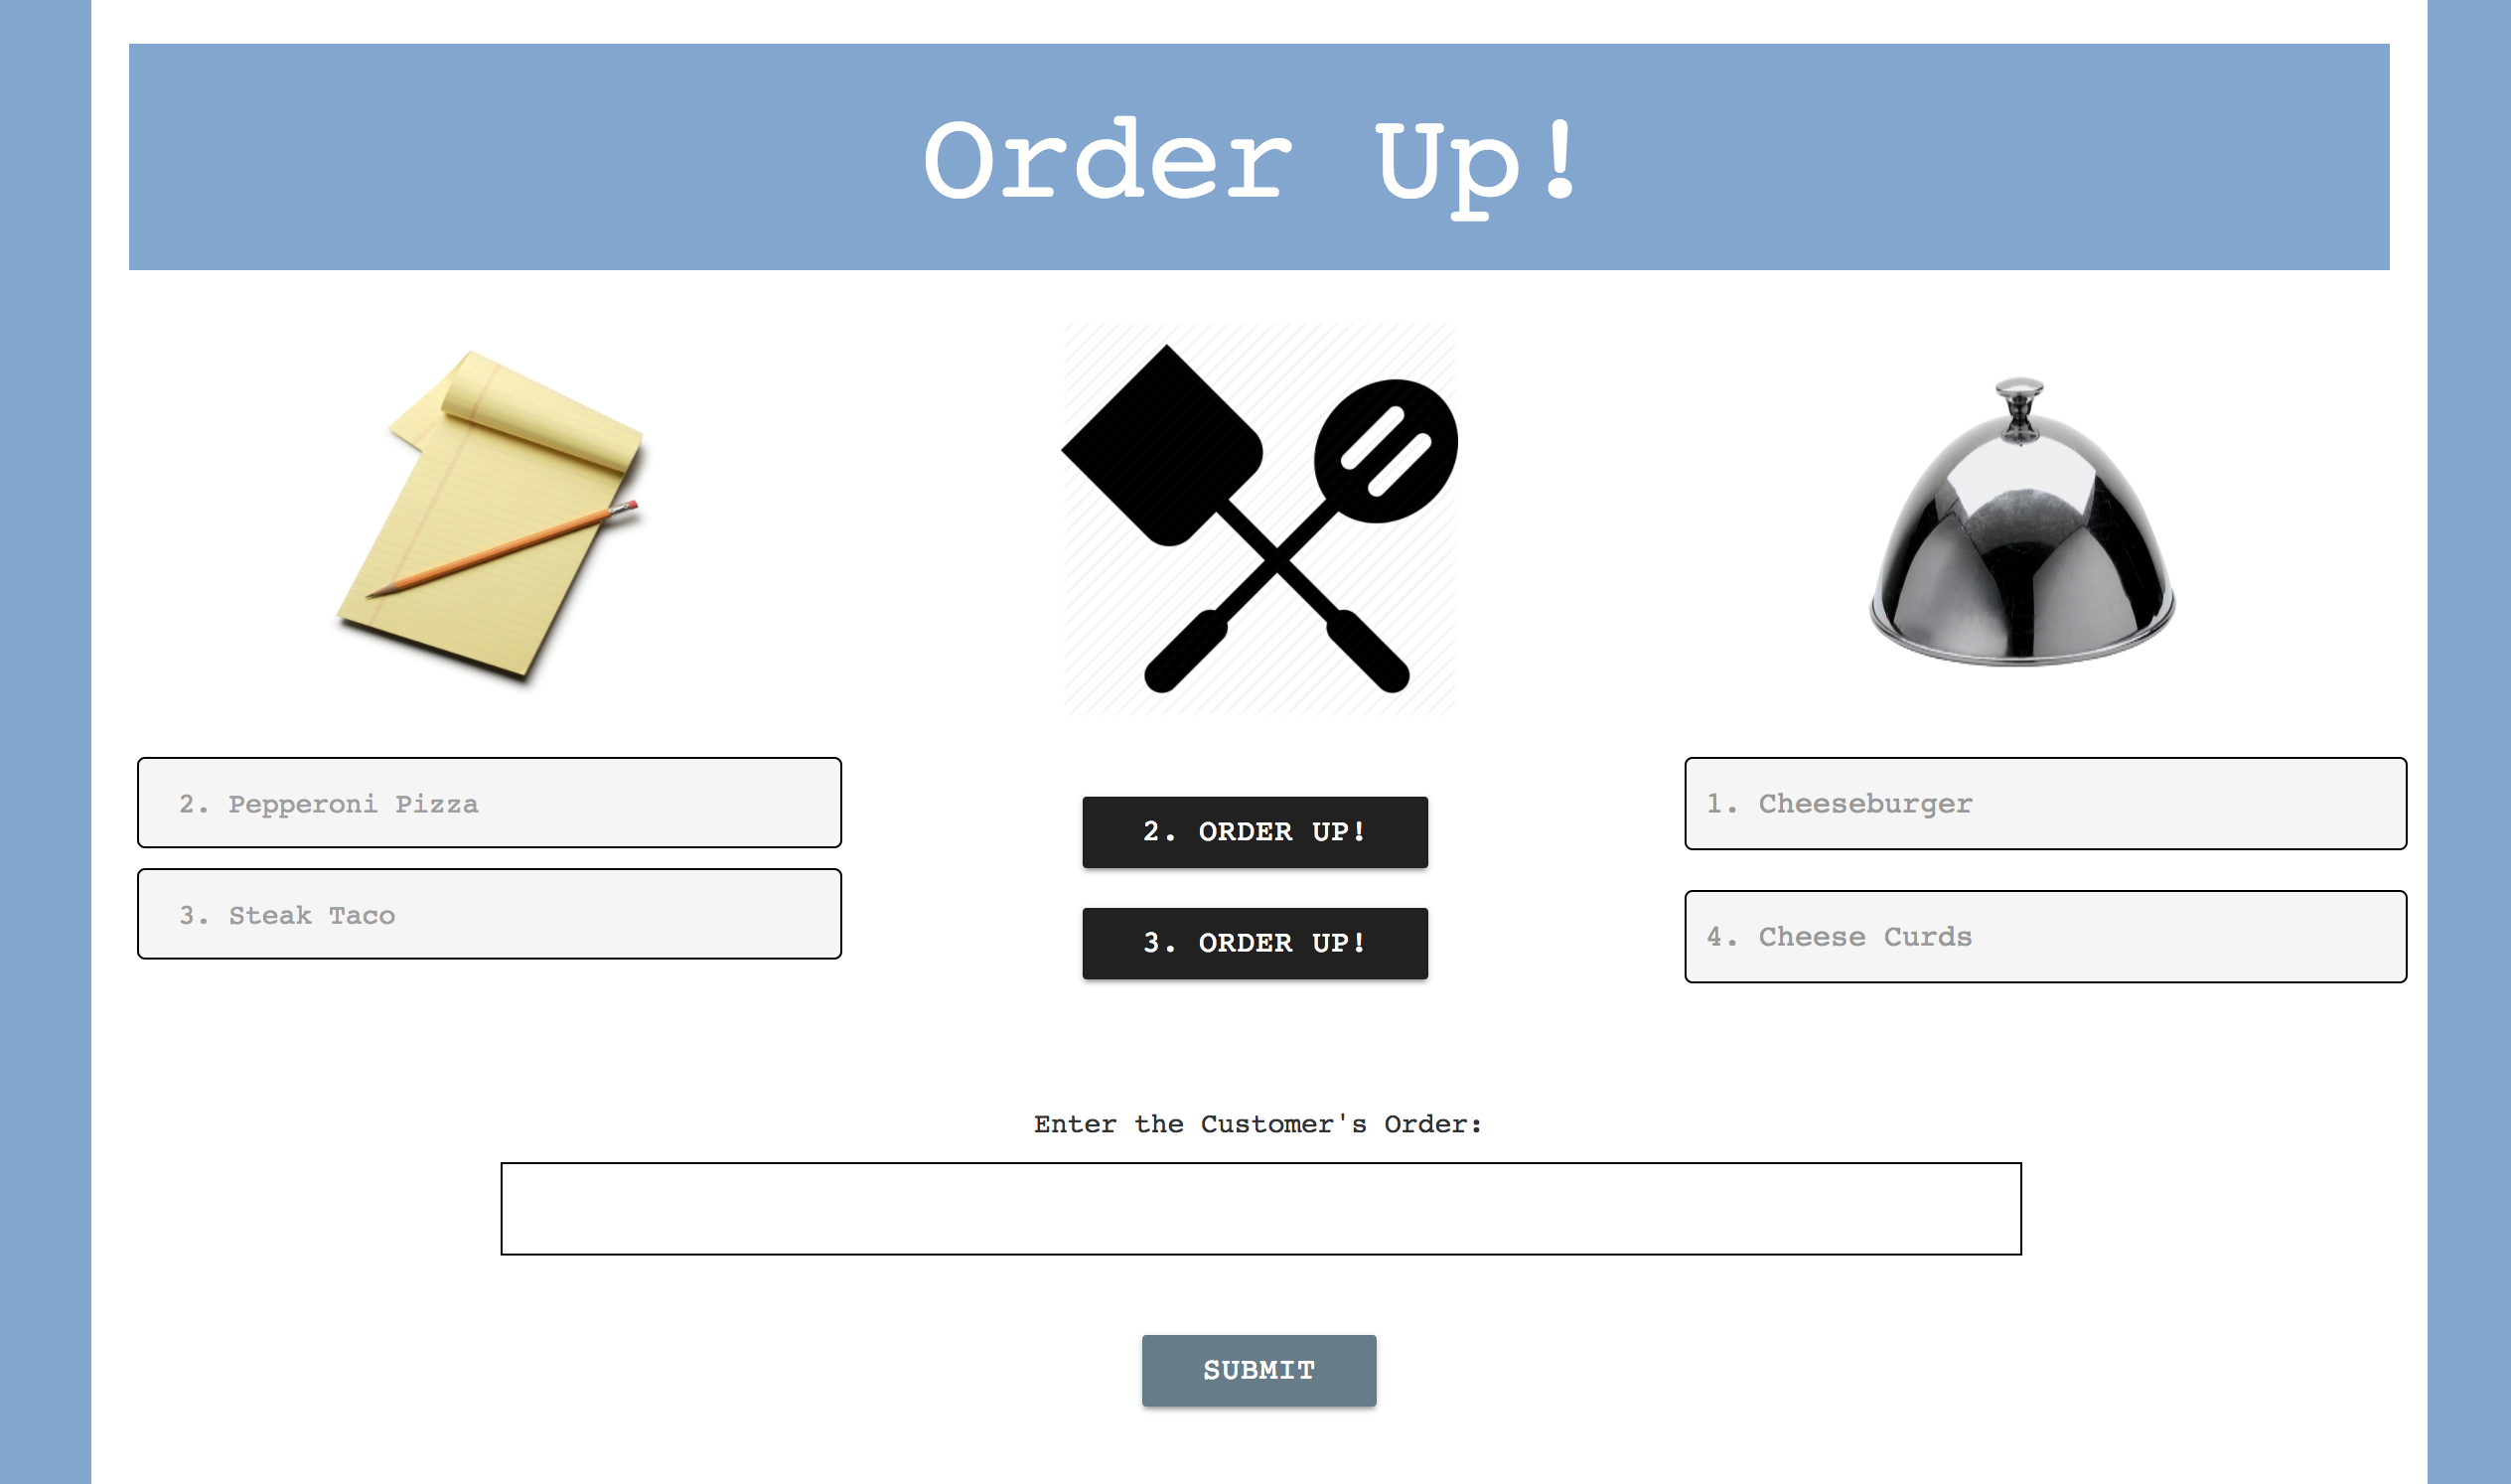 Order Up!
2. Pepperoni Pizza
3. Steak Taco
2. ORDER UP!
3. ORDER UP!
1. Cheeseburger
4. Cheese Curds
Enter the Customer's Order:
SUBMIT